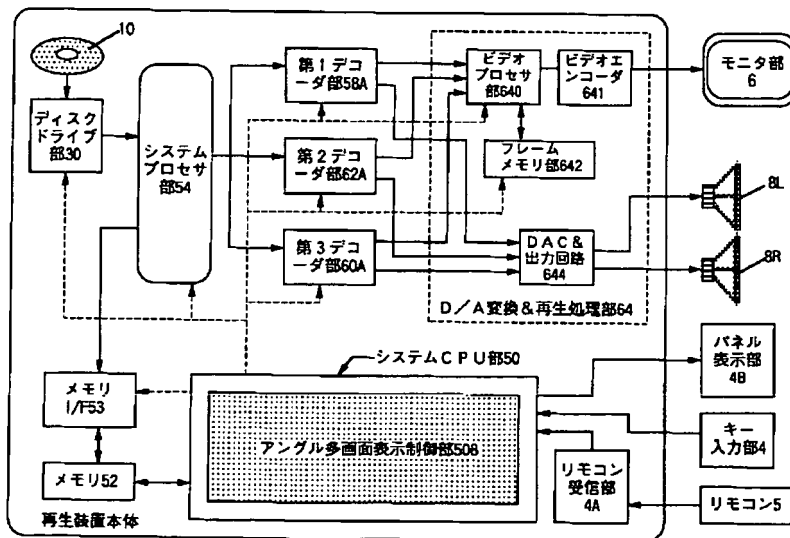 10
ディスク
ドライブ
部30
システム
プロセサ
部54
第1デコ
ーダ部58A
第2デコ
ーダ部62A
第3デコ
ーダ部60A
ビデオ
プロセサ
部640
ビデオエ
ンコーダ
641
フレーム
メモリ部642
DAC&
出力回路
644
D/A変換&再生処理部64
モニタ部
6
8L
8R
システムCPU部50
アングル多画面表示制御部508
メモリ
I/F53
メモリ52
再生装置本体
パネル
表示部
4B
キー
入力部4
リモコン
受信部
4A
リモコン5